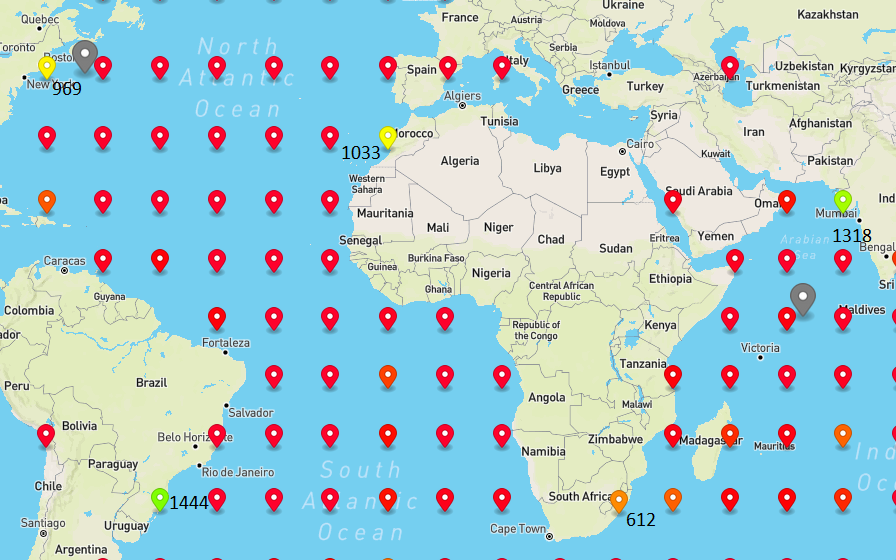 Ukraine
France
Austria
Moldova
Kazakhstan
Quebec
Toronto
Serbia
North
Atlantic
Ocean
Boston
Spain
Italy
Istanbul
Azerbaijan
Uzbekistan
Kyrgyzstan
New
969
Algiers
Greece
Turkey
Turkmenistan
Tunisia
Syria
Afghanistan
Morocco
1033
Cairo
Iran
Kuwait
Pakistan
Algeria
Libya
Egypt
Western
Sahara
Saudi Arabia
Oman
Mumbai
Ind
Mauritania
Mali
Niger
Chad
Sudan
Eritrea
Yemen
1318
Arabian
Sea
Bengal
Senegal
Caracas
Guinea
Burkina Faso
Nigeria
Ghana
Ethiopia
Sri
Guyana
Central African
Republic
Colombia
Maldives
Republic of
the Congo
Kenya
Fortaleza
Victoria
Tanzania
Peru
Brazil
Angola
Malawi
Salvador
Bolivia
Belo Horizonte
Zimbabwe
Madagascar
Mauritius
Namibia
Paraguay
Rio de Janeiro
South
Atlantic
Ocean
Chile
1444
South Africa
612
Santiago
Uruguay
Cape Town
Argentina